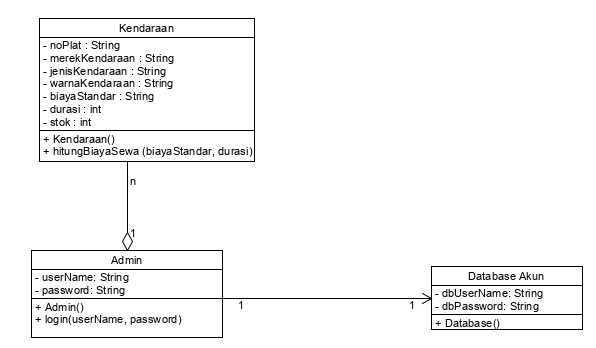 Kendaraan
- noPlat : String
- merekKendaraan : String
- jenisKendaraan : String
- warnaKendaraan : String
- biayaStandar : String
- durasi : int
- stok : int
+ Kendaraan()
+ hitungBiayaSewa (biayaStandar, durasi)
n
1
Admin
- userName: String
- password: String
+ Admin()
+ login(userName, password)
1
1
Database Akun
- dbUserName: String
- dbPassword: String
+ Database()